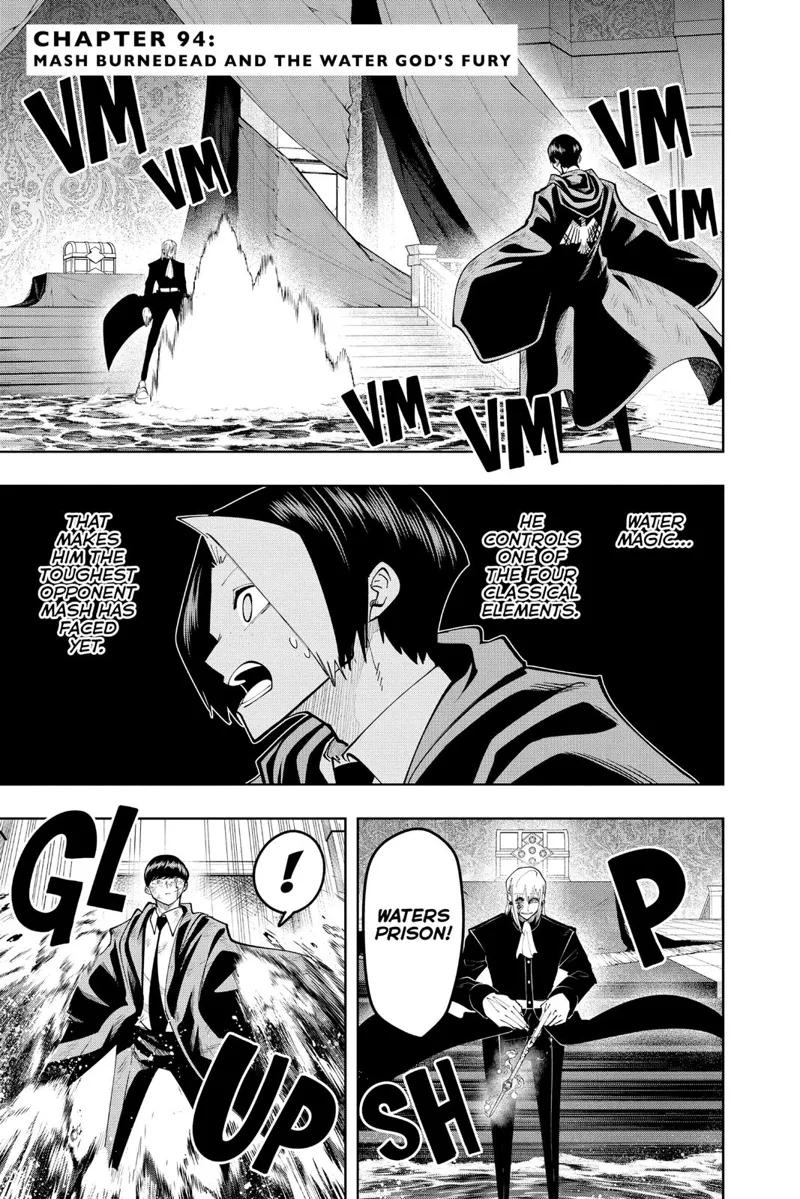 CHAPTER 94:
MASH BURNEDEAD AND THE WATER GOD'S FURY
VM
VM
VM
VM
VM
VM
WATER
MAGIC...
HE
CONTROLS
ONE OF
THE FOUR
CLASSICAL
ELEMENTS.
THAT
MAKES
HIM THE
TOUGHEST
OPPONENT
MASH HAS
FACED
YET.
WATERS
PRISON!
P
SH
!
GL
UP